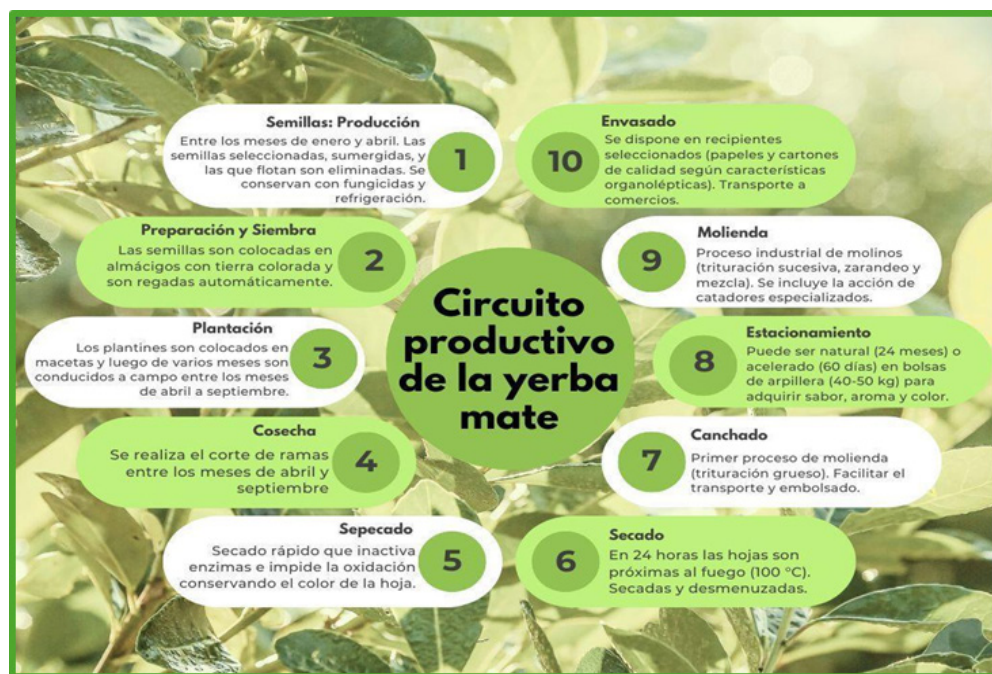 Circuito
productivo
de la yerba
mate
Semillas: Producción
1
Entre los meses de enero y abril. Las
semillas seleccionadas, sumergidas, y
las que flotan son eliminadas. Se
conservan con fungicidas y
refrigeración.
Preparación y Siembra
2
Las semillas son colocadas en
almácigos con tierra colorada y
son regadas automáticamente.
Plantación
3
Los plantines son colocados en
macetas y luego de varios meses son
conducidos a campo entre los meses
de abril a septiembre.
Cosecha
4
Se realiza el corte de ramas
entre los meses de abril y
septiembre
Sepecado
5
Secado rápido que inactiva
enzimas e impide la oxidación
conservando el color de la hoja.
Secado
6
En 24 horas las hojas son
próximas al fuego (100 °C).
Secadas y desmenuzadas.
Canchado
7
Primer proceso de molienda
(trituración grueso). Facilitar el
transporte y embolsado.
Estacionamiento
8
Puede ser natural (24 meses) o
acelerado (60 días) en bolsas
de arpillera (40-50 kg) para
adquirir sabor, aroma y color.
Molienda
9
Proceso industrial de molinos
(trituración sucesiva, zarandeo y
mezcla). Se incluye la acción de
catadores especializados.
Envasado
10
Se dispone en recipientes
seleccionados (papeles y cartones
de calidad según características
organolépticas). Transporte a
comercios.